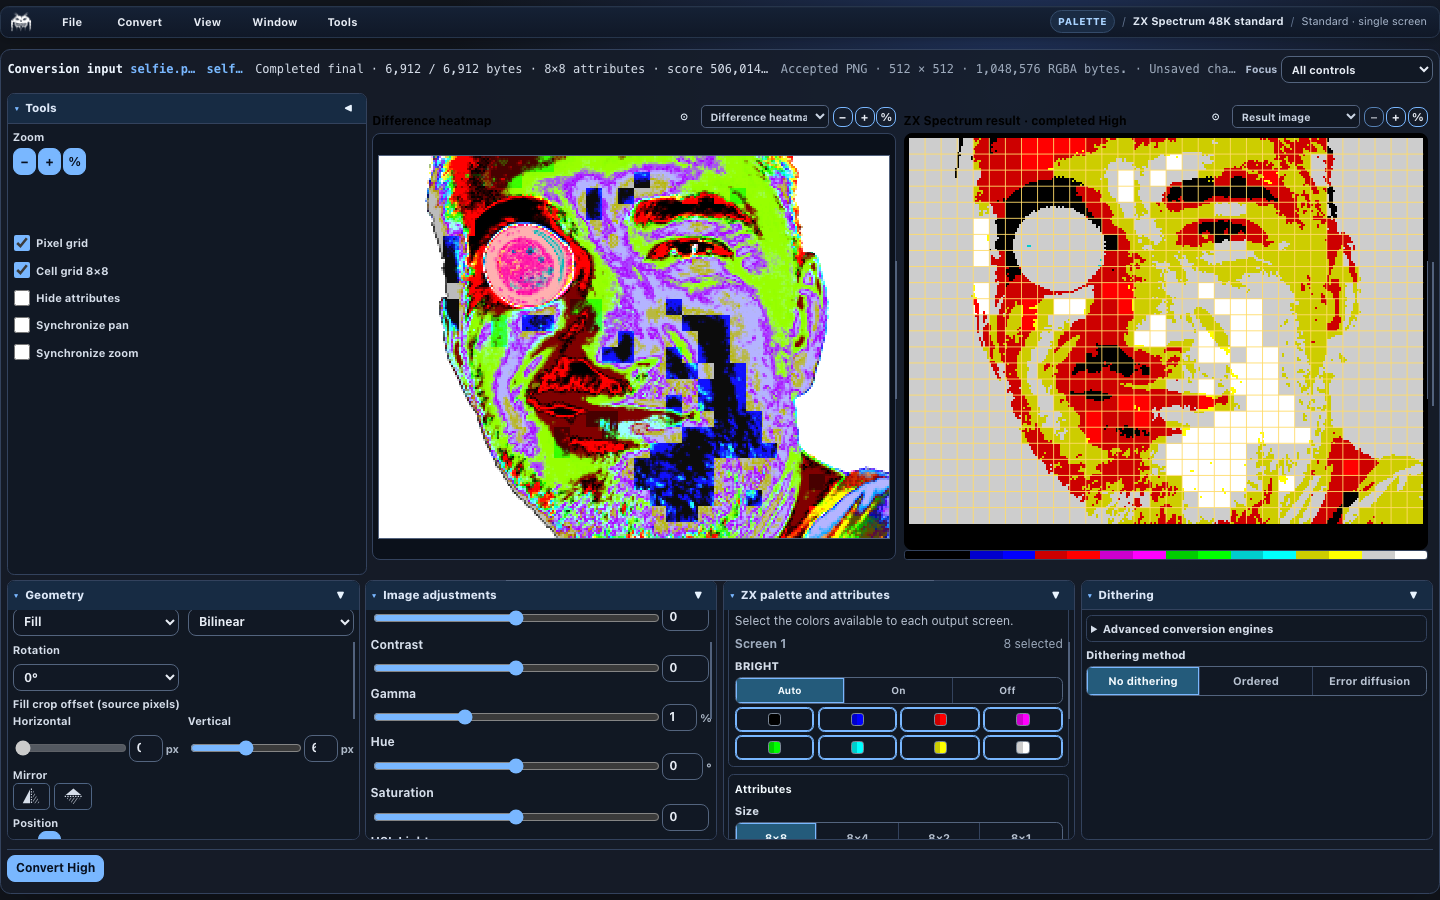 File Convert View Window Tools PALETTE / ZX Spectrum 48K standard / Standard · single screen
Conversion input selfie.p… self… Completed final · 6,912 / 6,912 bytes · 8×8 attributes · score 506,014… Accepted PNG · 512 × 512 · 1,048,576 RGBA bytes. · Unsaved cha… Focus All controls
Tools
Zoom
− + %
Pixel grid
Cell grid 8×8
Hide attributes
Synchronize pan
Synchronize zoom
Difference heatmap Difference heatma − + %
ZX Spectrum result · completed High Result image − + %
Geometry
Fill Bilinear
Rotation
0°
Fill crop offset (source pixels)
Horizontal Vertical
px px
Mirror
Position
Image adjustments
0
Contrast
0
Gamma
1 %
Hue
0 °
Saturation
0
ZX palette and attributes
Select the colors available to each output screen.
Screen 1 8 selected
BRIGHT
Auto On Off
Attributes
Size
8×8 8×4 8×2 8×1
Dithering
Advanced conversion engines
Dithering method
No dithering Ordered Error diffusion
Convert High